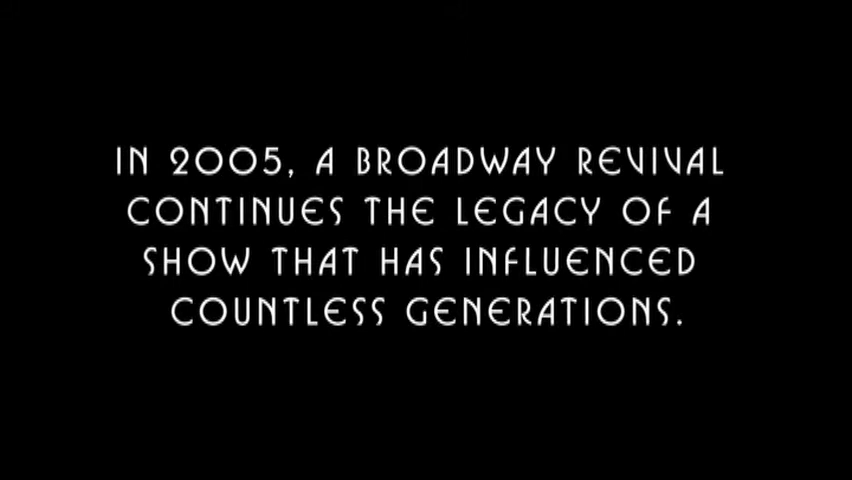 IN 2005, A BROADWAY REVIVAL
CONTINUES THE LEGACY OF A
SHOW THAT HAS INFLUENCED
COUNTLESS GENERATIONS.